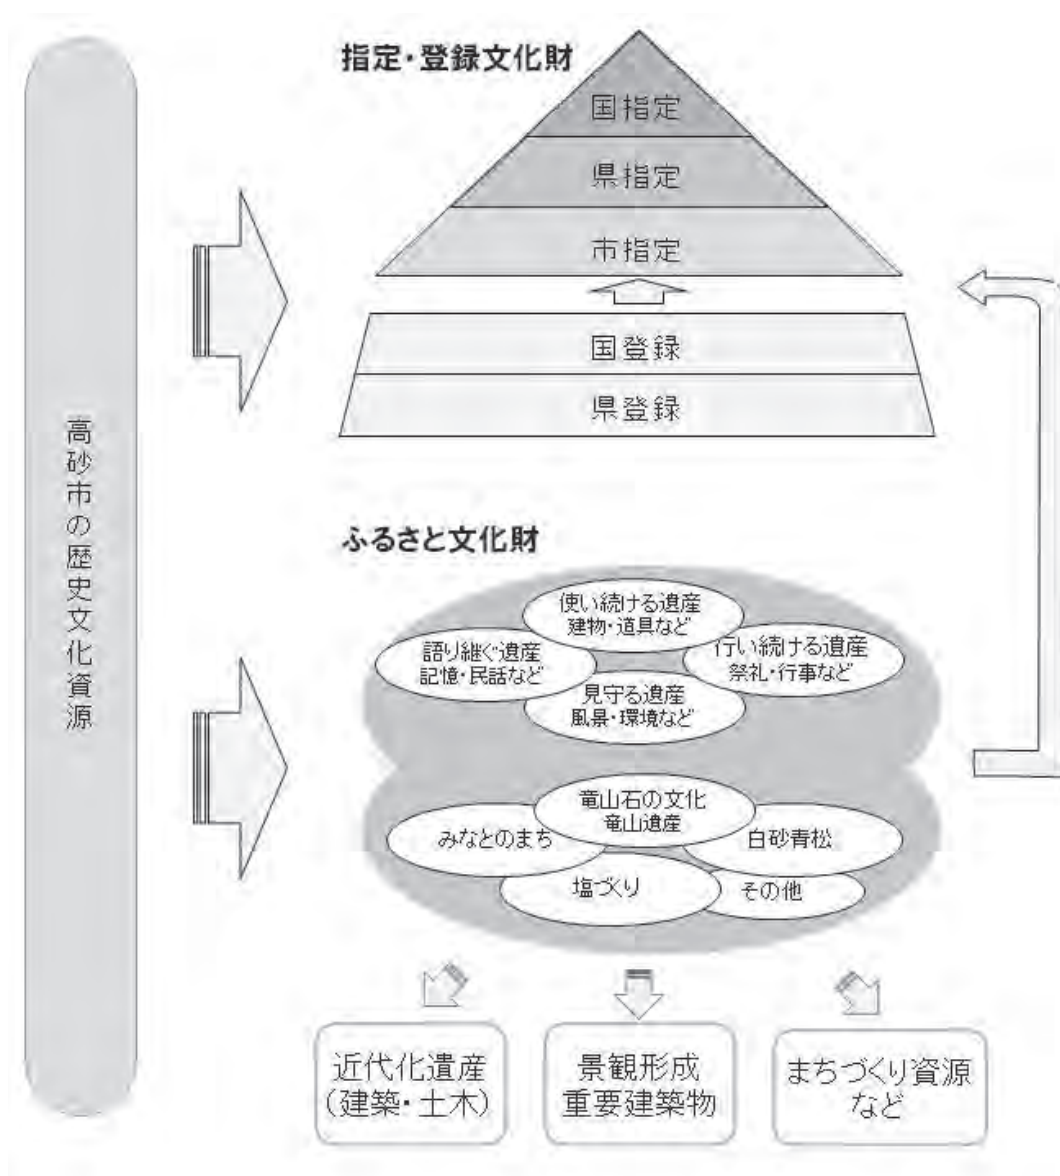 高砂市の歴史文化資源
指定・登録文化財
国指定
県指定
市指定
国登録
県登録
ふるさと文化財
使い続ける遺産
建物・道具など
語り継ぐ遺産
記憶・民話など
行い続ける遺産
祭礼・行事など
見守る遺産
風景・環境など
竜山石の文化
竜山遺産
みなとのまち
白砂青松
塩づくり
その他
近代化遺産
(建築・土木)
景観形成
重要建築物
まちづくり資源
など